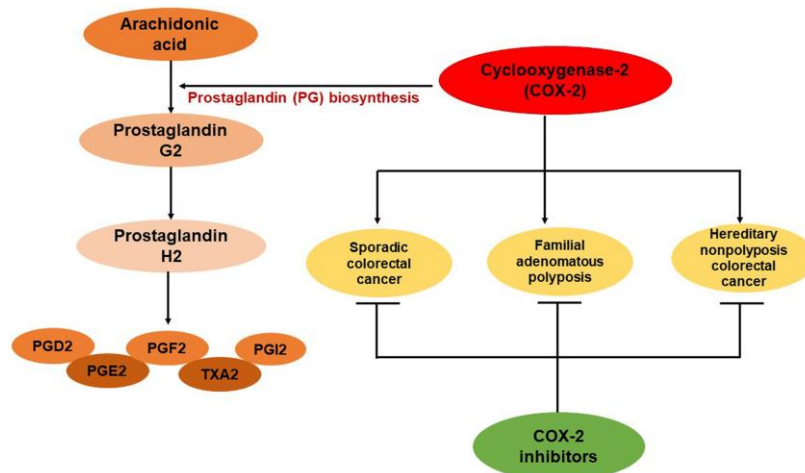 Arachidonic
acid
Cyclooxygenase-2
(COX-2)
Prostaglandin (PG) biosynthesis
Prostaglandin
G2
Prostaglandin
H2
Sporadic
colorectal
cancer
Familial
adenomatous
polyposis
Hereditary
nonpolyposis
colorectal
cancer
PGD2
PGE2
PGF2
TXA2
PGI2
COX-2
inhibitors